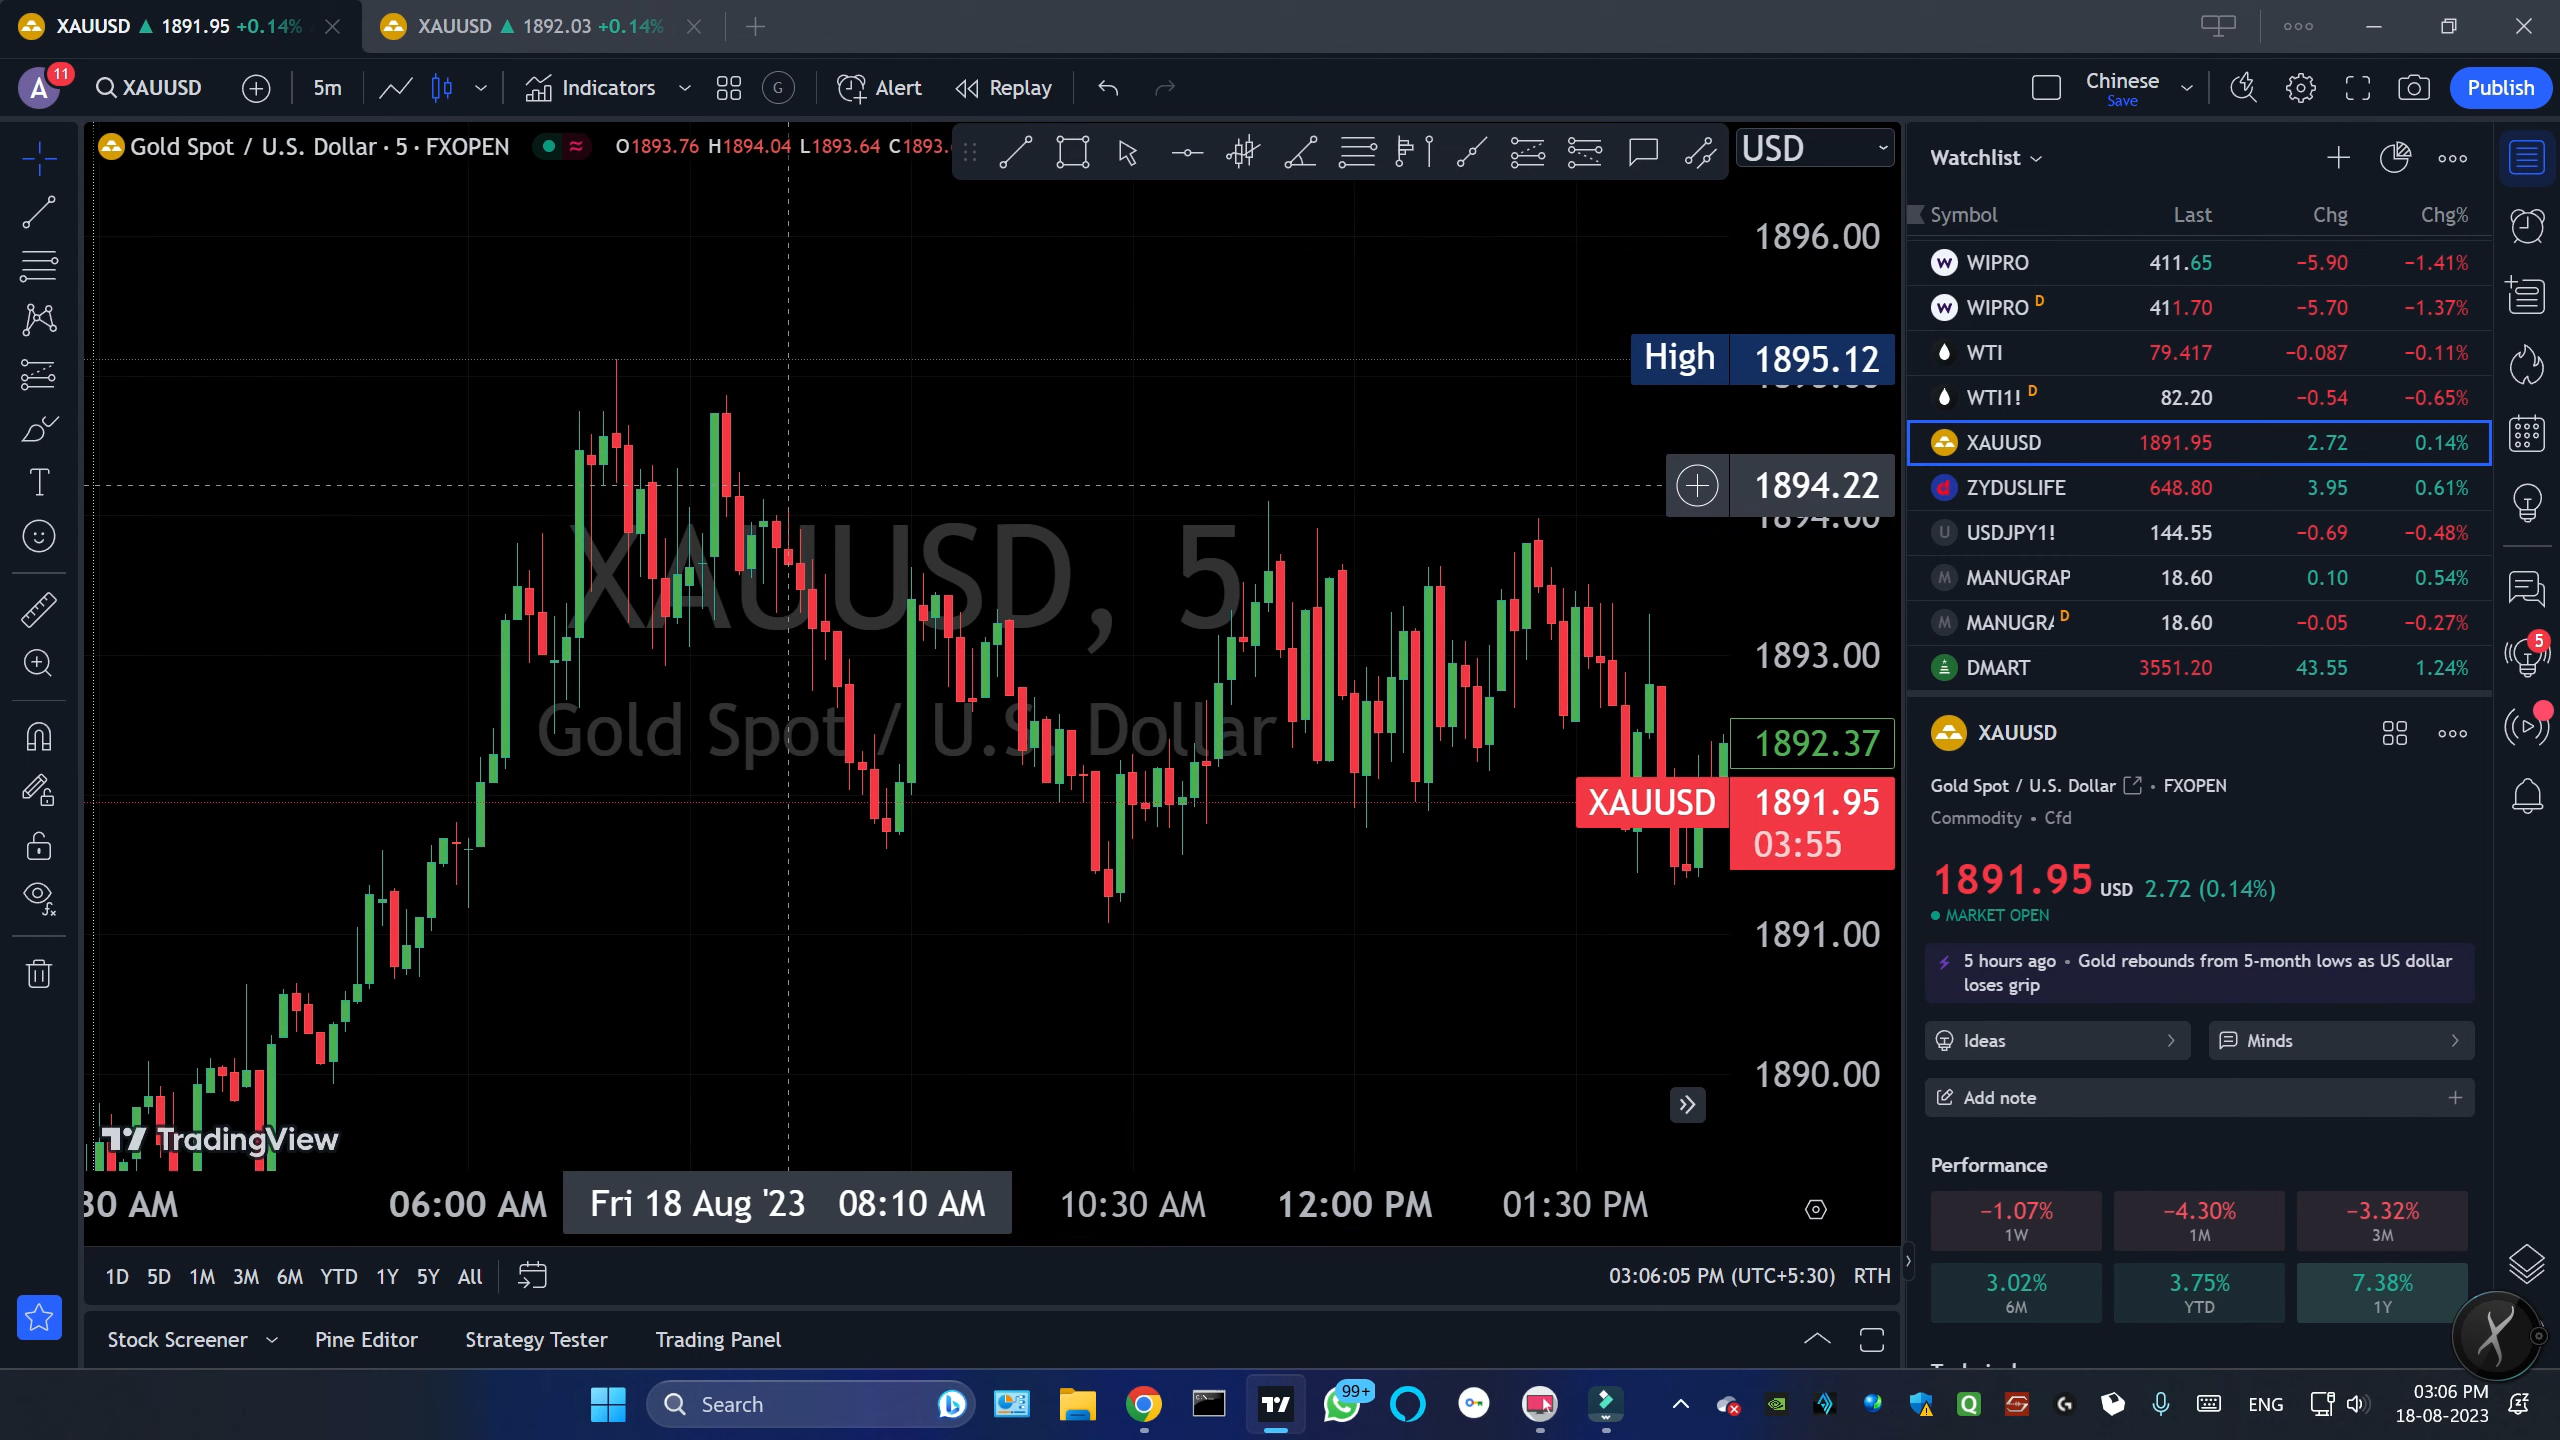 XAUUSD ▲ 1891.95 +0.14%
XAUUSD ▲ 1892.03 +0.14%
A 11 XAUUSD 5m Indicators G Alert Replay
Chinese
Save
Publish
Gold Spot / U.S. Dollar · 5 · FXOPEN O1893.76 H1894.04 L1893.64 C1893.
USD
1896.00
High 1895.12
1894.22
1893.00
1892.37
XAUUSD 1891.95
03:55
1891.00
1890.00
XAUUSD, 5
Gold Spot / U.S. Dollar
TradingView
30 AM 06:00 AM Fri 18 Aug '23 08:10 AM 10:30 AM 12:00 PM 01:30 PM
1D 5D 1M 3M 6M YTD 1Y 5Y All
03:06:05 PM (UTC+5:30) RTH
Stock Screener Pine Editor Strategy Tester Trading Panel
Watchlist
Symbol Last Chg Chg%
WIPRO 411.65 −5.90 −1.41%
WIPRO D 411.70 −5.70 −1.37%
WTI 79.417 −0.087 −0.11%
WTI1! D 82.20 −0.54 −0.65%
XAUUSD 1891.95 2.72 0.14%
ZYDUSLIFE 648.80 3.95 0.61%
U USDJPY1! 144.55 −0.69 −0.48%
M MANUGRAP 18.60 0.10 0.54%
M MANUGRA D 18.60 −0.05 −0.27%
DMART 3551.20 43.55 1.24%
XAUUSD
Gold Spot / U.S. Dollar • FXOPEN
Commodity • Cfd
1891.95 USD 2.72 (0.14%)
MARKET OPEN
5 hours ago • Gold rebounds from 5-month lows as US dollar
loses grip
Ideas
Minds
Add note
Performance
−1.07% −4.30% −3.32%
1W 1M 3M
3.02% 3.75% 7.38%
6M YTD 1Y
5
Search
99+
ENG
03:06 PM
18-08-2023